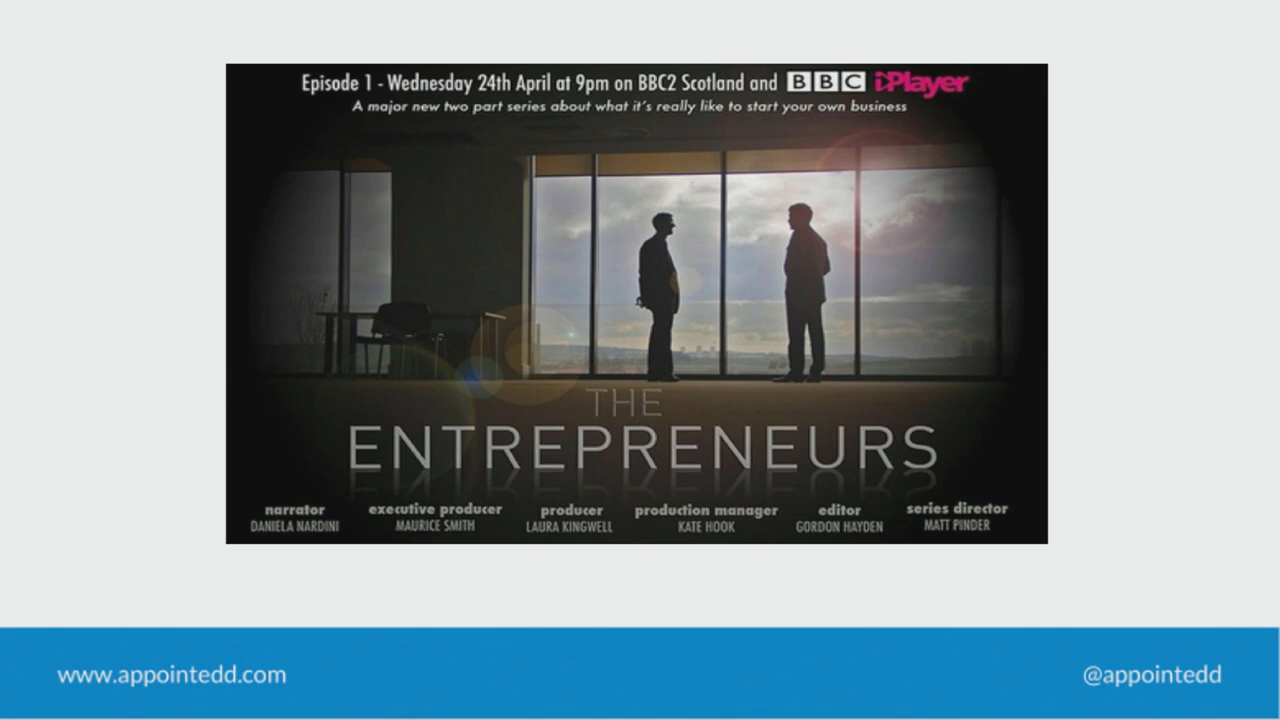 Episode 1 - Wednesday 24th April at 9pm on BBC2 Scotland and BBC iPlayer
A major new two part series about what it's really like to start your own business
THE
ENTREPRENEURS
narrator executive producer producer production manager editor series director
DANIELA NARDINI MAURICE SMITH LAURA KINGWELL KATE HOOK GORDON HAYDEN MATT PINDER
www.appointedd.com @appointedd